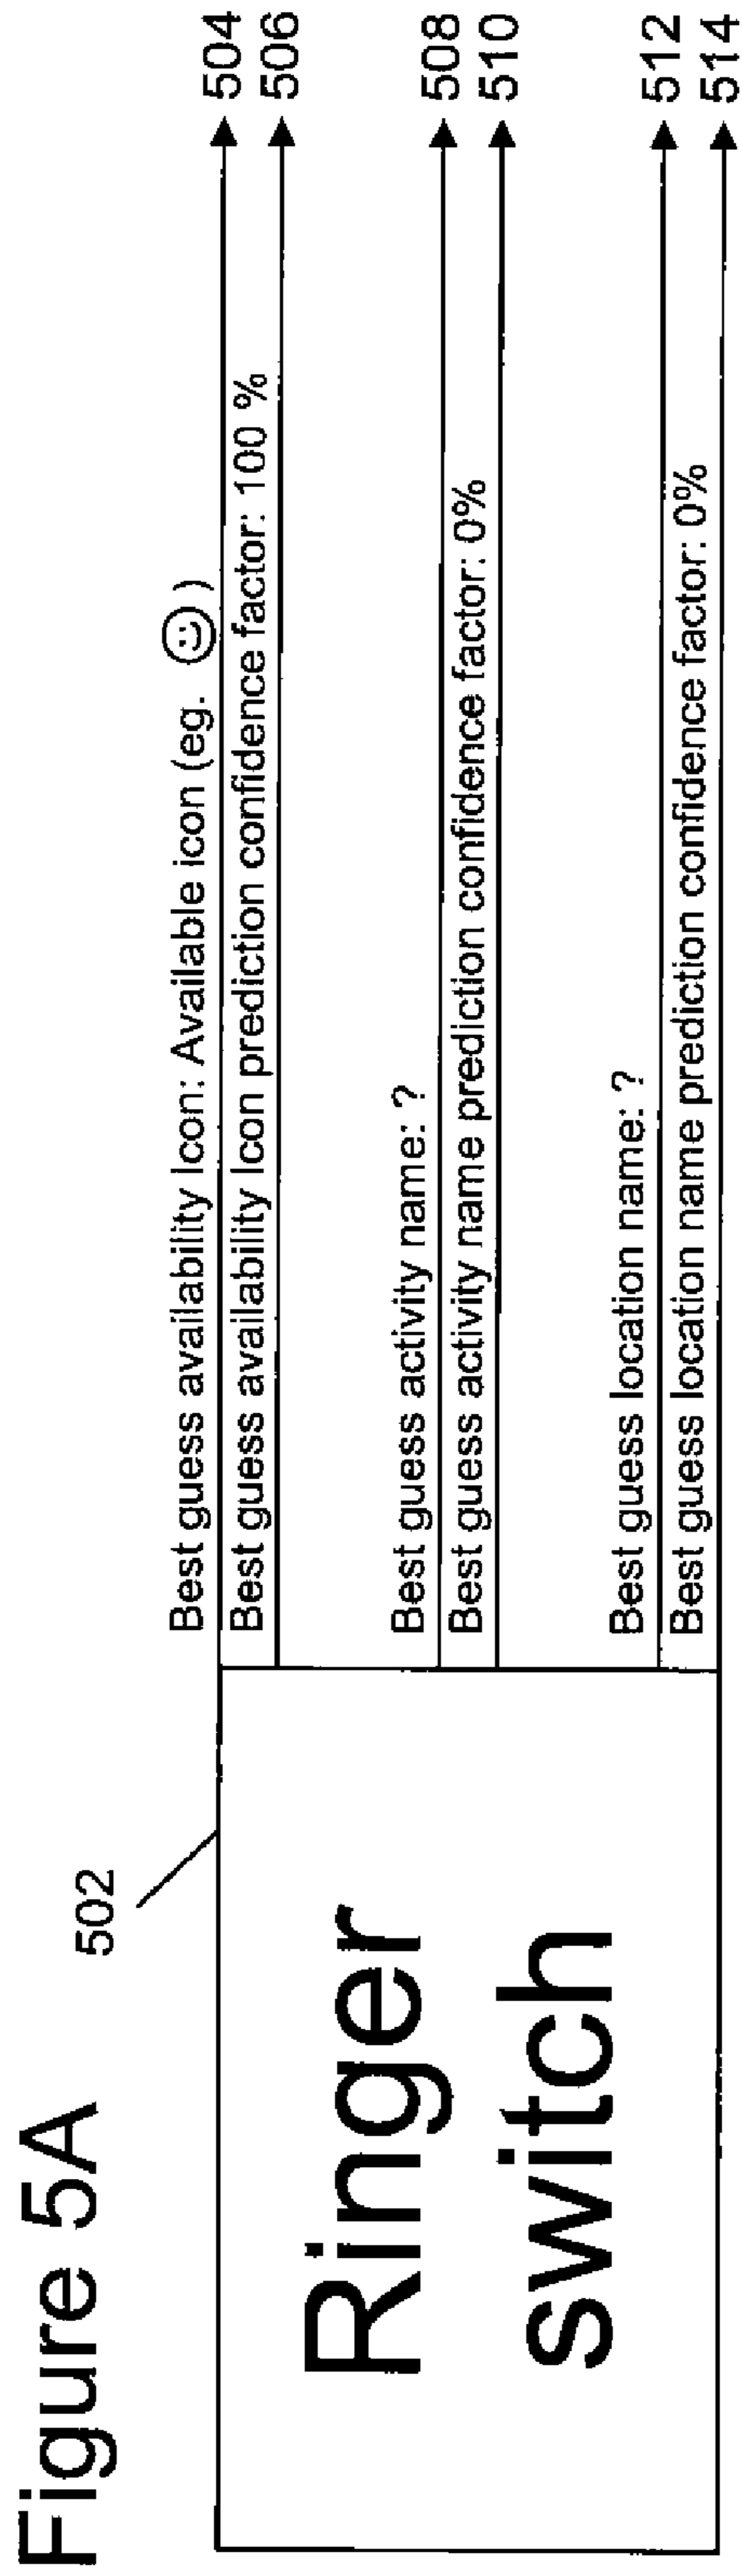 Figure 5A
502
Ringer
switch
Best guess availability Icon: Available icon (eg. ☺ )
504
Best guess availability Icon prediction confidence factor: 100 %
506
Best guess activity name: ?
508
Best guess activity name prediction confidence factor: 0%
510
Best guess location name: ?
512
Best guess location name prediction confidence factor: 0%
514